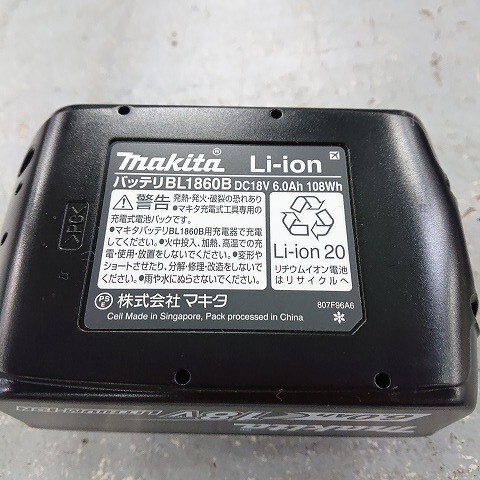 makita® Li-ion
バッテリBL1860B DC18V 6.0Ah 108Wh
警告 発熱・発火・破裂の恐れあり
●マキタ充電式工具専用の
充電式電池パックです。
●マキタバッテリBL1860B用充電器で充電
してください。●火中投入、加熱、高温での充
電・使用・放置をしないでください。●変形や
ショートさせたり、分解・修理・改造をしないで
ください。●雨や水にぬらさないでください。
Li-ion 20
リチウムイオン電池
はリサイクルへ
PS
E
株式会社マキタ
807F96A6
Cell Made in Singapore, Pack processed in China
>PC<
makita
LITHIUM-ION 18V 6.0Ah